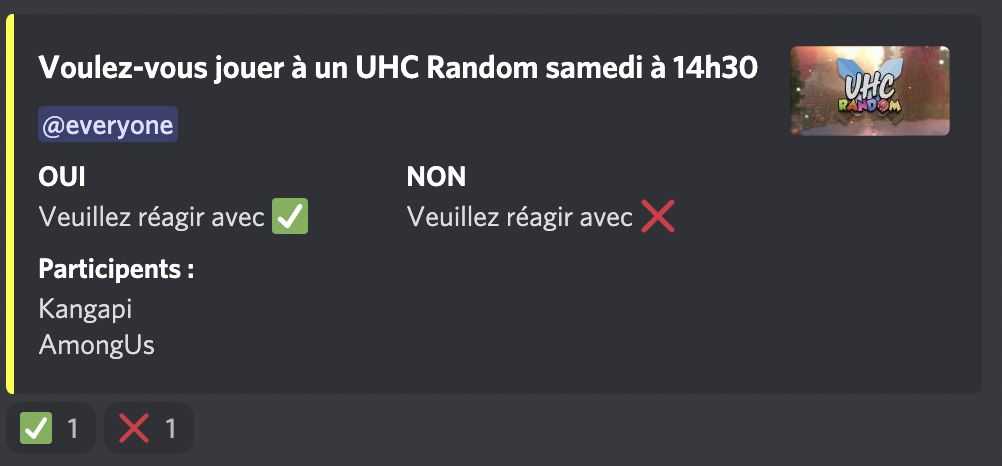 Voulez-vous jouer à un UHC Random samedi à 14h30
UHC
RANDOM
@everyone
OUI
NON
Veuillez réagir avec ✅
Veuillez réagir avec ❌
Participents :
Kangapi
AmongUs
✅ 1
❌ 1